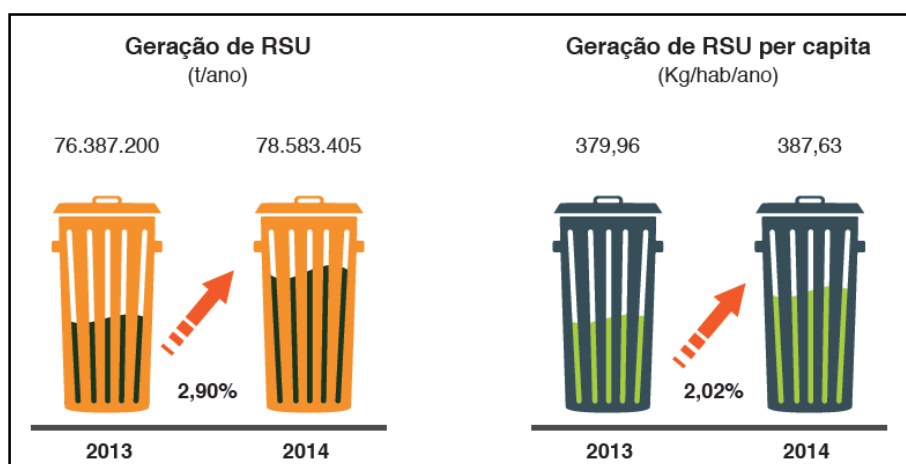 Geração de RSU
(t/ano)
76.387.200
78.583.405
2,90%
2013
2014
Geração de RSU per capita
(Kg/hab/ano)
379,96
387,63
2,02%
2013
2014